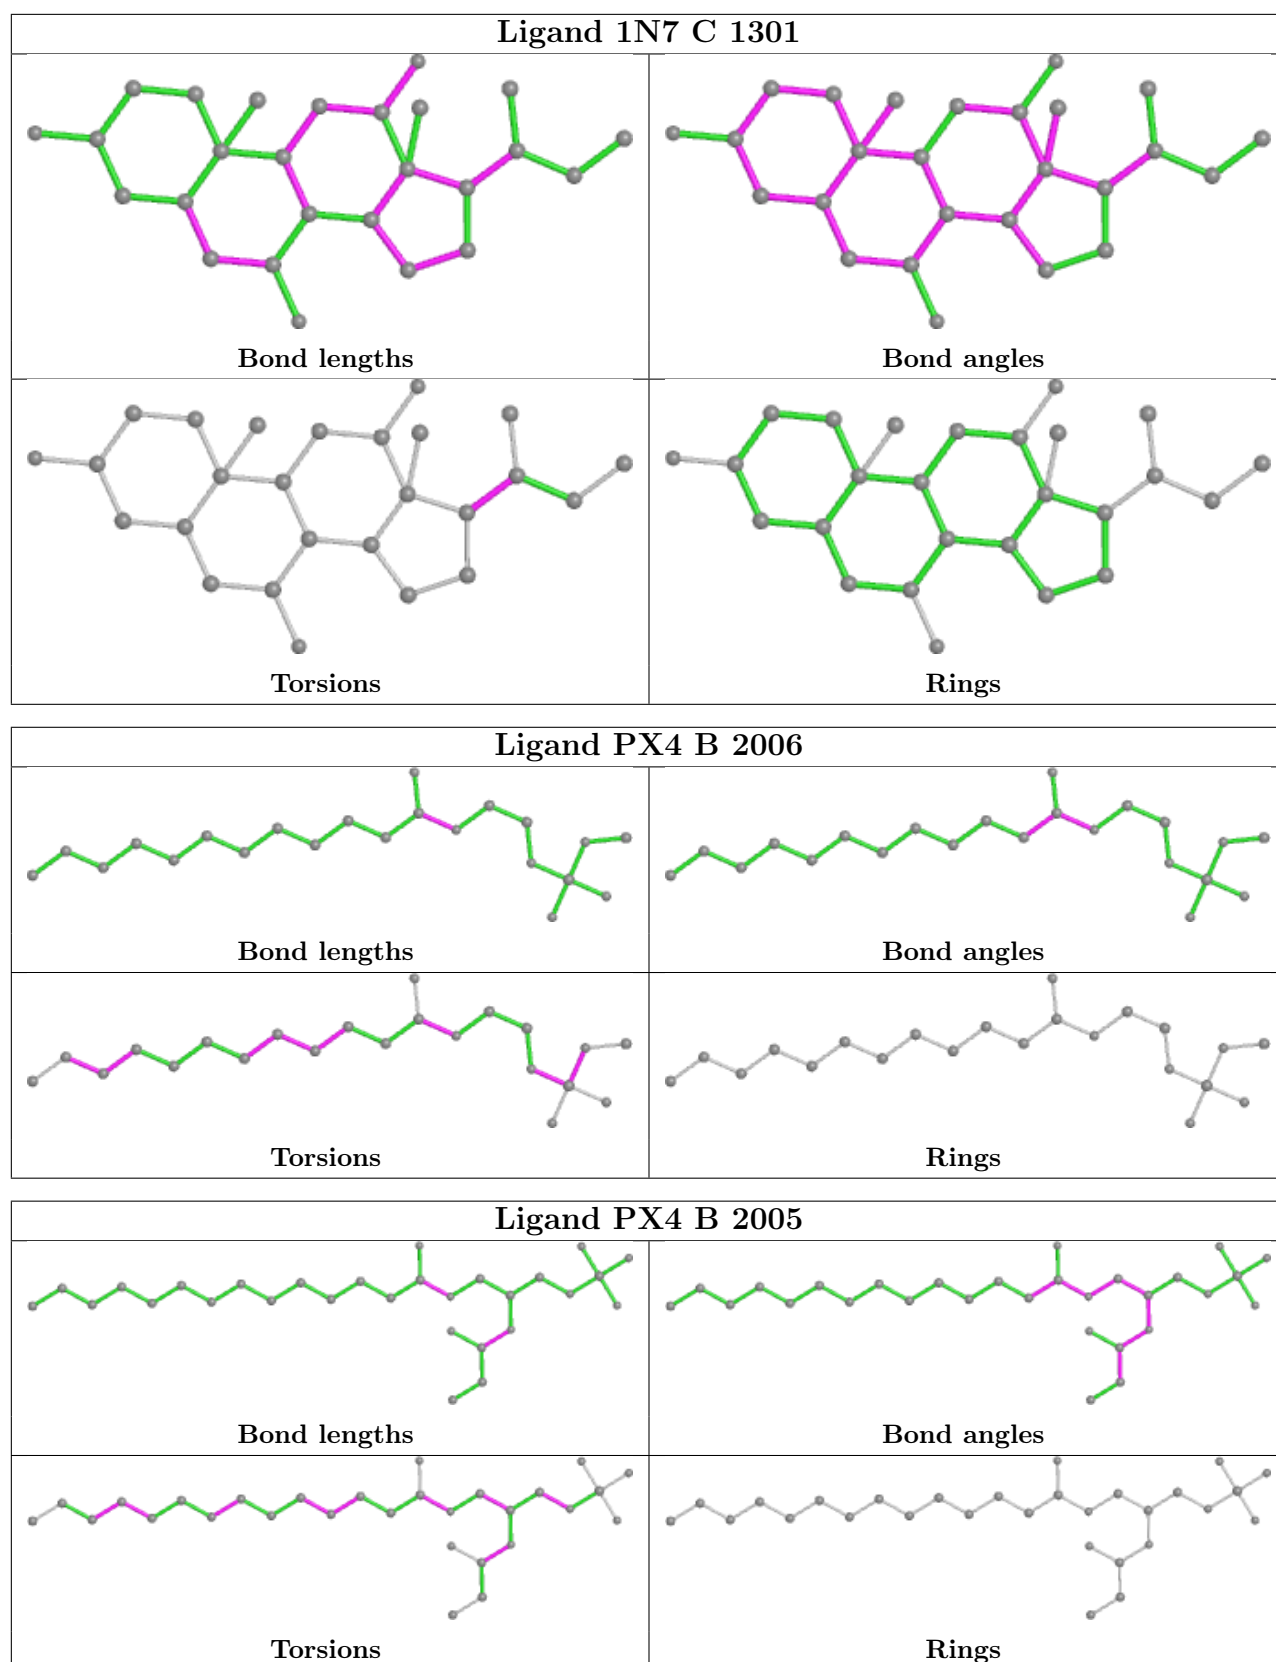 Ligand 1N7 C 1301
Bond lengths
Bond angles
Torsions
Rings
Ligand PX4 B 2006
Bond lengths
Bond angles
Torsions
Rings
Ligand PX4 B 2005
Bond lengths
Bond angles
Torsions
Rings